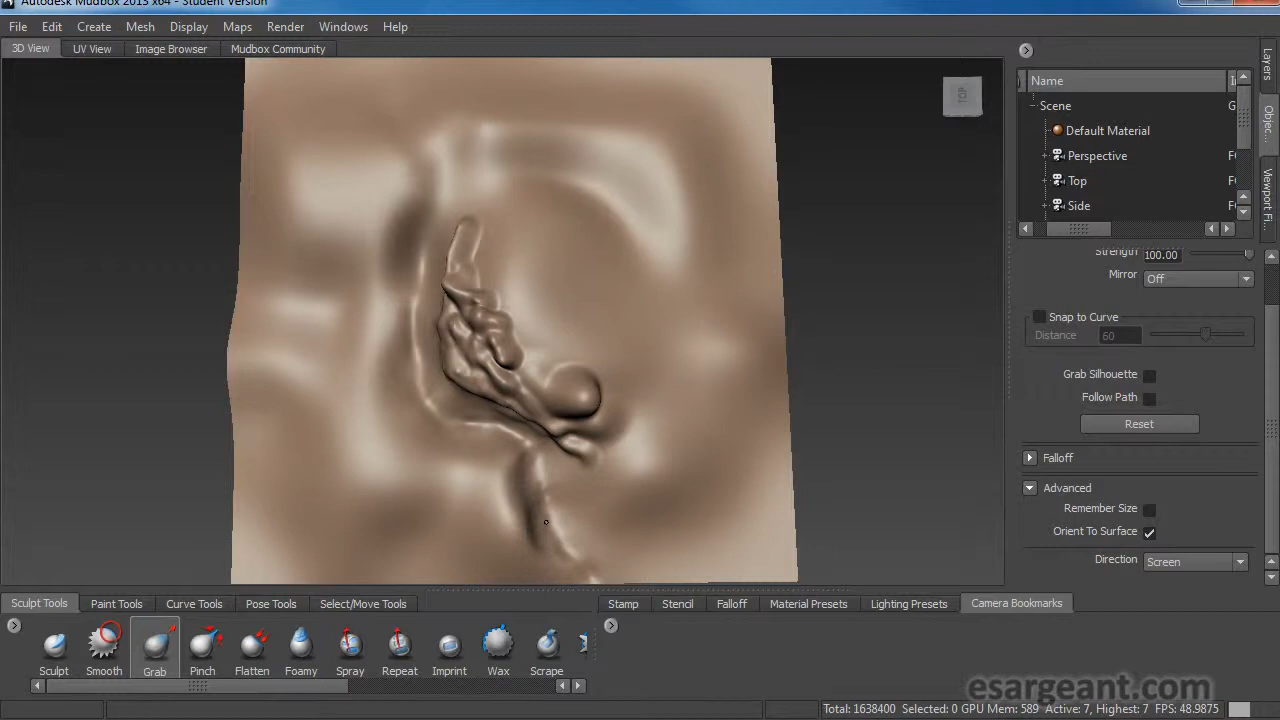 Autodesk Mudbox 2013 x64 - Student Version
File Edit Create Mesh Display Maps Render Windows Help
3D View UV View Image Browser Mudbox Community
TOP
Name
Scene
Default Material
Perspective
Top
Side
Layers
Objec...
Viewport Fi...
Strength 100.00
Mirror Off
Snap to Curve
Distance 60
Grab Silhouette
Follow Path
Reset
Falloff
Advanced
Remember Size
Orient To Surface
Direction Screen
Sculpt Tools Paint Tools Curve Tools Pose Tools Select/Move Tools
Stamp Stencil Falloff Material Presets Lighting Presets Camera Bookmarks
Sculpt Smooth Grab Pinch Flatten Foamy Spray Repeat Imprint Wax Scrape
esargeant.com
Total: 1638400 Selected: 0 GPU Mem: 589 Active: 7, Highest: 7 FPS: 48.9875